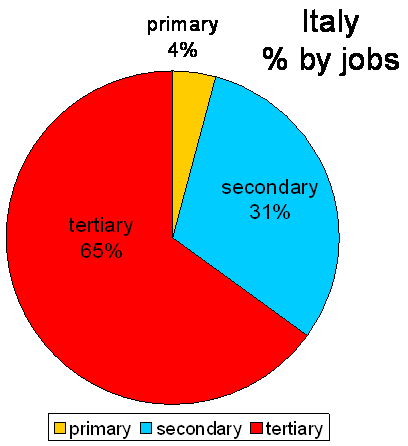 Italy
% by jobs
primary
4%
secondary
31%
tertiary
65%
primary secondary tertiary